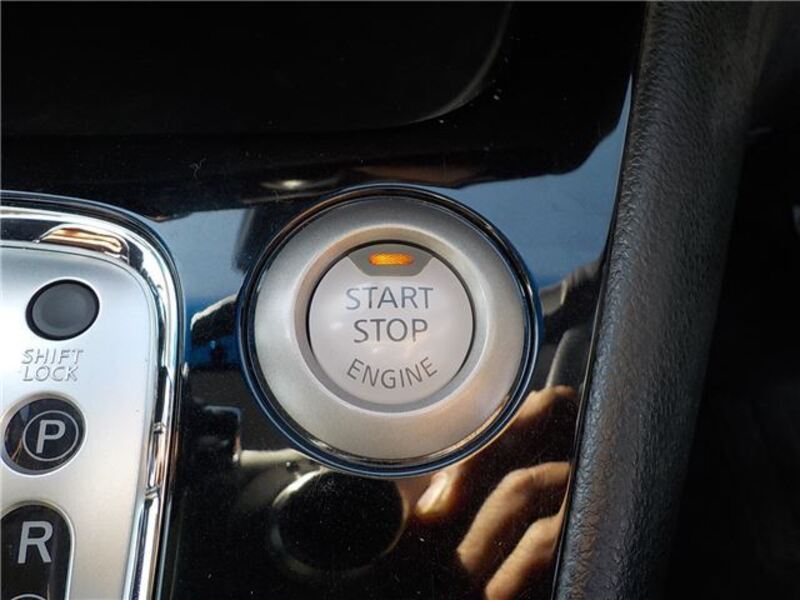 START
STOP
ENGINE
SHIFT
LOCK
P
R